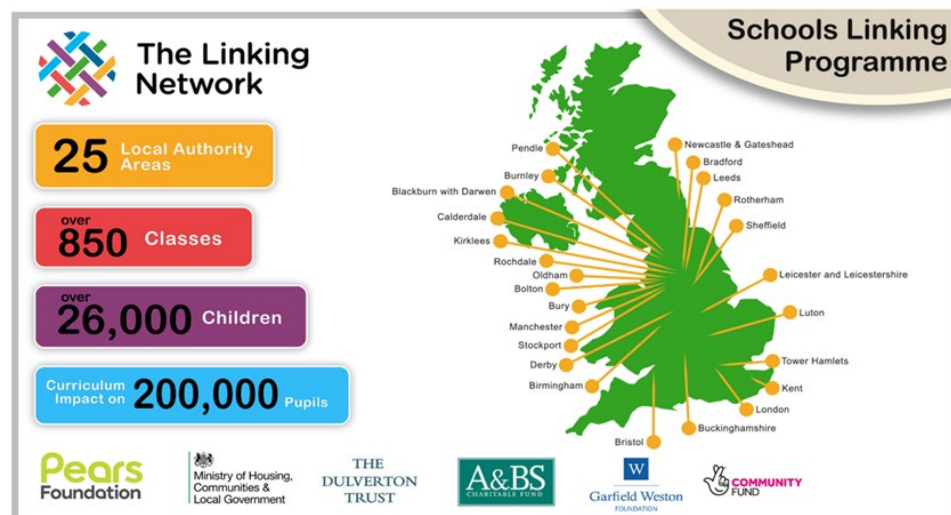 The Linking
Network
Schools Linking
Programme
25 Local Authority
Areas
over
850 Classes
over
26,000 Children
Curriculum
Impact on 200,000 Pupils
Pendle
Burnley
Blackburn with Darwen
Calderdale
Kirklees
Rochdale
Oldham
Bolton
Bury
Manchester
Stockport
Derby
Birmingham
Bristol
Newcastle & Gateshead
Bradford
Leeds
Rotherham
Sheffield
Leicester and Leicestershire
Luton
Tower Hamlets
Kent
London
Buckinghamshire
Pears
Foundation
Ministry of Housing,
Communities &
Local Government
THE
DULVERTON
TRUST
A&BS
CHARITABLE FUND
W
Garfield Weston
FOUNDATION
COMMUNITY
FUND